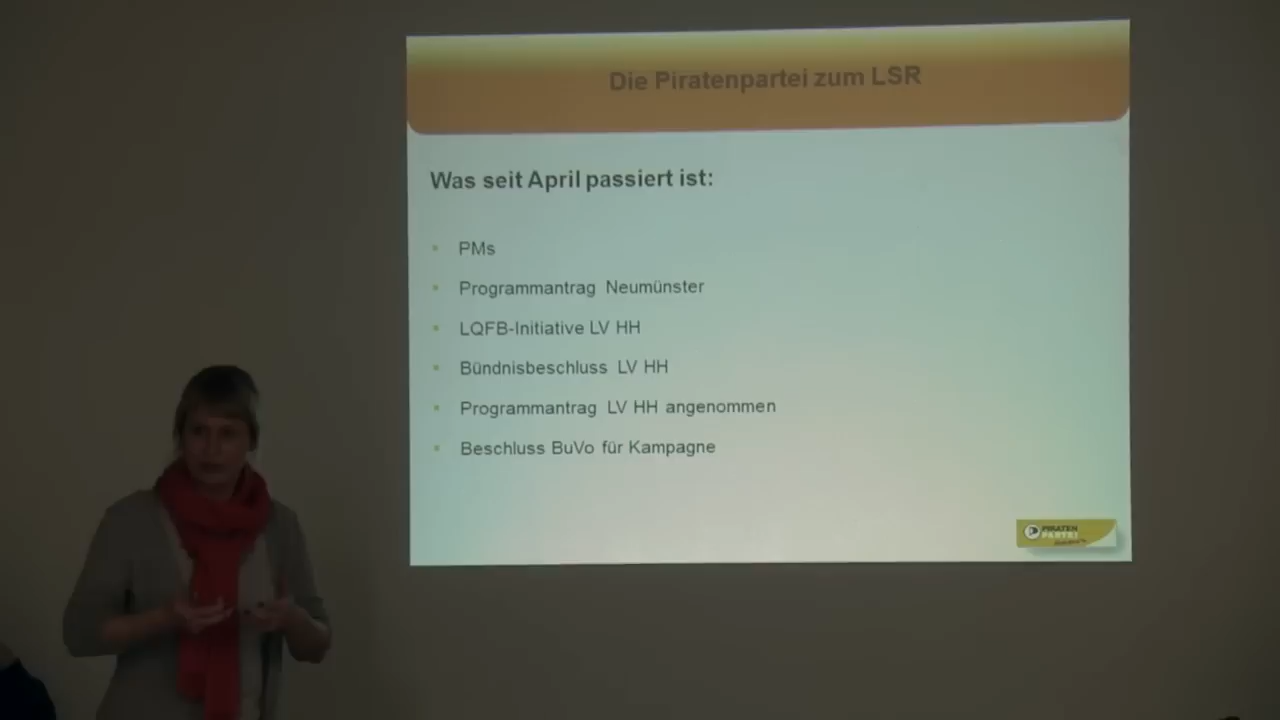 Die Piratenpartei zum LSR
Was seit April passiert ist:
PMs
Programmantrag Neumünster
LQFB-Initiative LV HH
Bündnisbeschluss LV HH
Programmantrag LV HH angenommen
Beschluss BuVo für Kampagne
PIRATEN
PARTEI